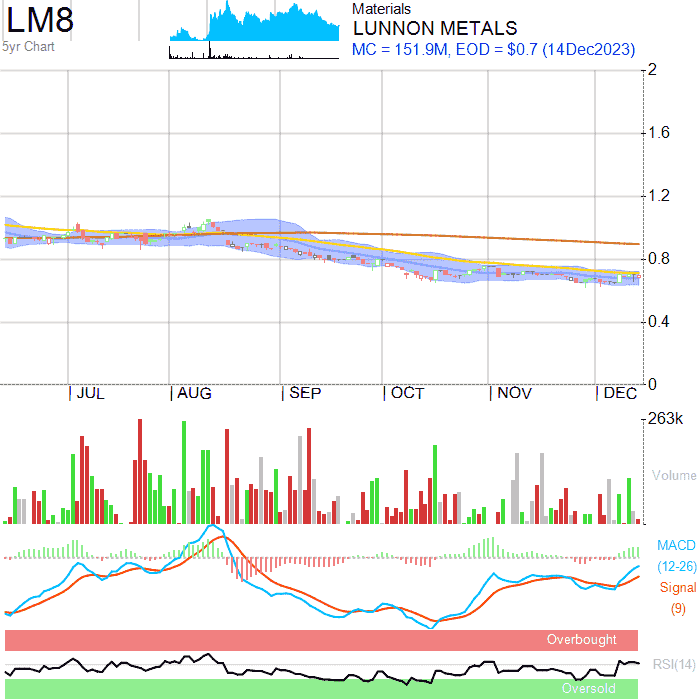 LM8
5yr Chart
Materials
LUNNON METALS
MC = 151.9M, EOD = $0.7 (14Dec2023)
2
1.6
1.2
0.8
0.4
0
JUL AUG SEP OCT NOV DEC
263k
Volume
MACD
(12-26)
Signal
(9)
Overbought
RSI(14)
Oversold